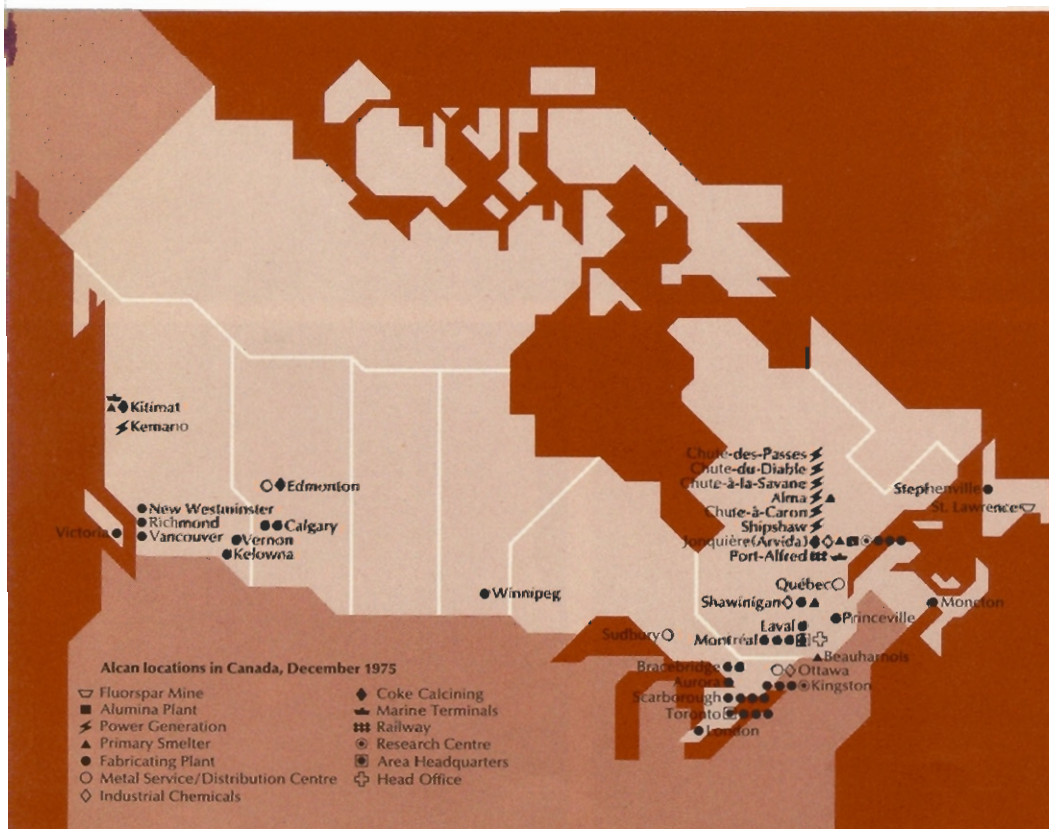 Kitimat
Kemano
Edmonton
New Westminster
Richmond
Calgary
Victoria
Vancouver
Vernon
Kelowna
Winnipeg
Chute-des-Passes
Chute-du-Diable
Chute-à-la-Savane
Alma
Chute-à-Caron
Shipshaw
Jonquière(Arvida)
Port-Alfred
Stephenville
St. Lawrence
Québec
Shawinigan
Moncton
Princeville
Laval
Sudbury
Montréal
Beauharnois
Bracebridge
Ottawa
Aurora
Kingston
Scarborough
Toronto
London
Alcan locations in Canada, December 1975
Fluorspar Mine
Alumina Plant
Power Generation
Primary Smelter
Fabricating Plant
Metal Service/Distribution Centre
Industrial Chemicals
Coke Calcining
Marine Terminals
Railway
Research Centre
Area Headquarters
Head Office